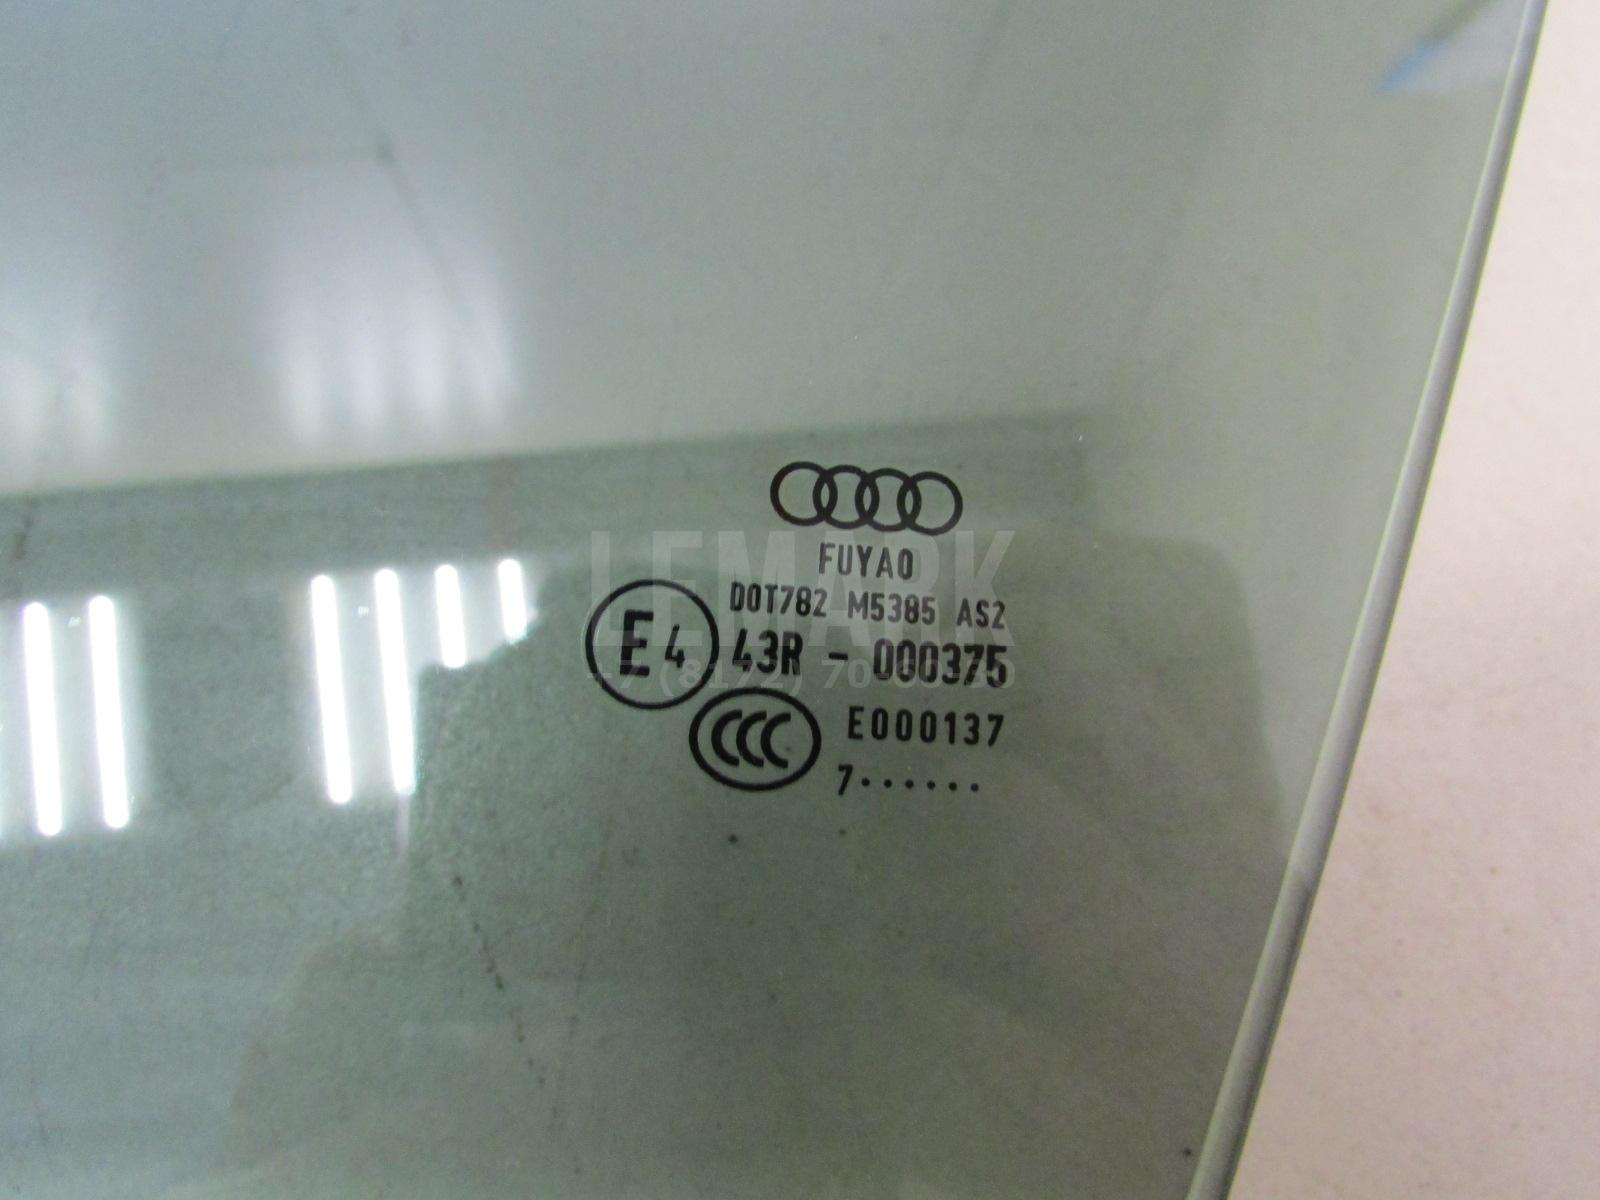 FUYAO
DOT782 M5385 AS2
E4 43R - 000375
CCC E000137
7······
LEMARK